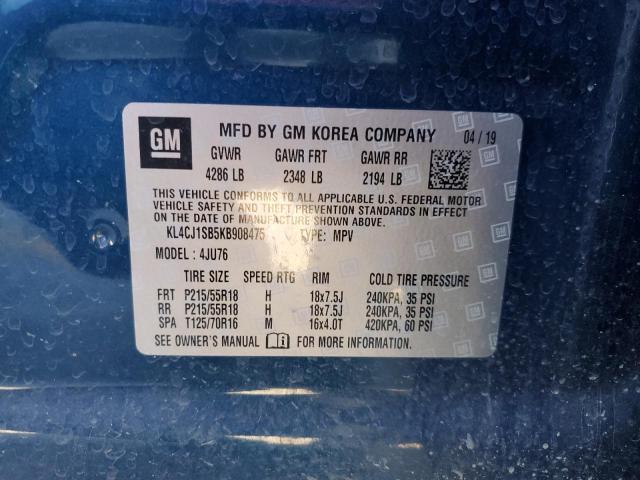 GM
MFD BY GM KOREA COMPANY 04 / 19
GVWR GAWR FRT GAWR RR
4286 LB 2348 LB 2194 LB
THIS VEHICLE CONFORMS TO ALL APPLICABLE U.S. FEDERAL MOTOR
VEHICLE SAFETY AND THEFT PREVENTION STANDARDS IN EFFECT
ON THE DATE OF MANUFACTURE SHOWN ABOVE.
KL4CJ1SB5KB908475 TYPE: MPV
MODEL: 4JU76
TIRE SIZE SPEED RTG RIM COLD TIRE PRESSURE
FRT P215/55R18 H 18x7.5J 240KPA, 35 PSI
RR P215/55R18 H 18x7.5J 240KPA, 35 PSI
SPA T125/70R16 M 16x4.0T 420KPA, 60 PSI
SEE OWNER'S MANUAL FOR MORE INFORMATION.